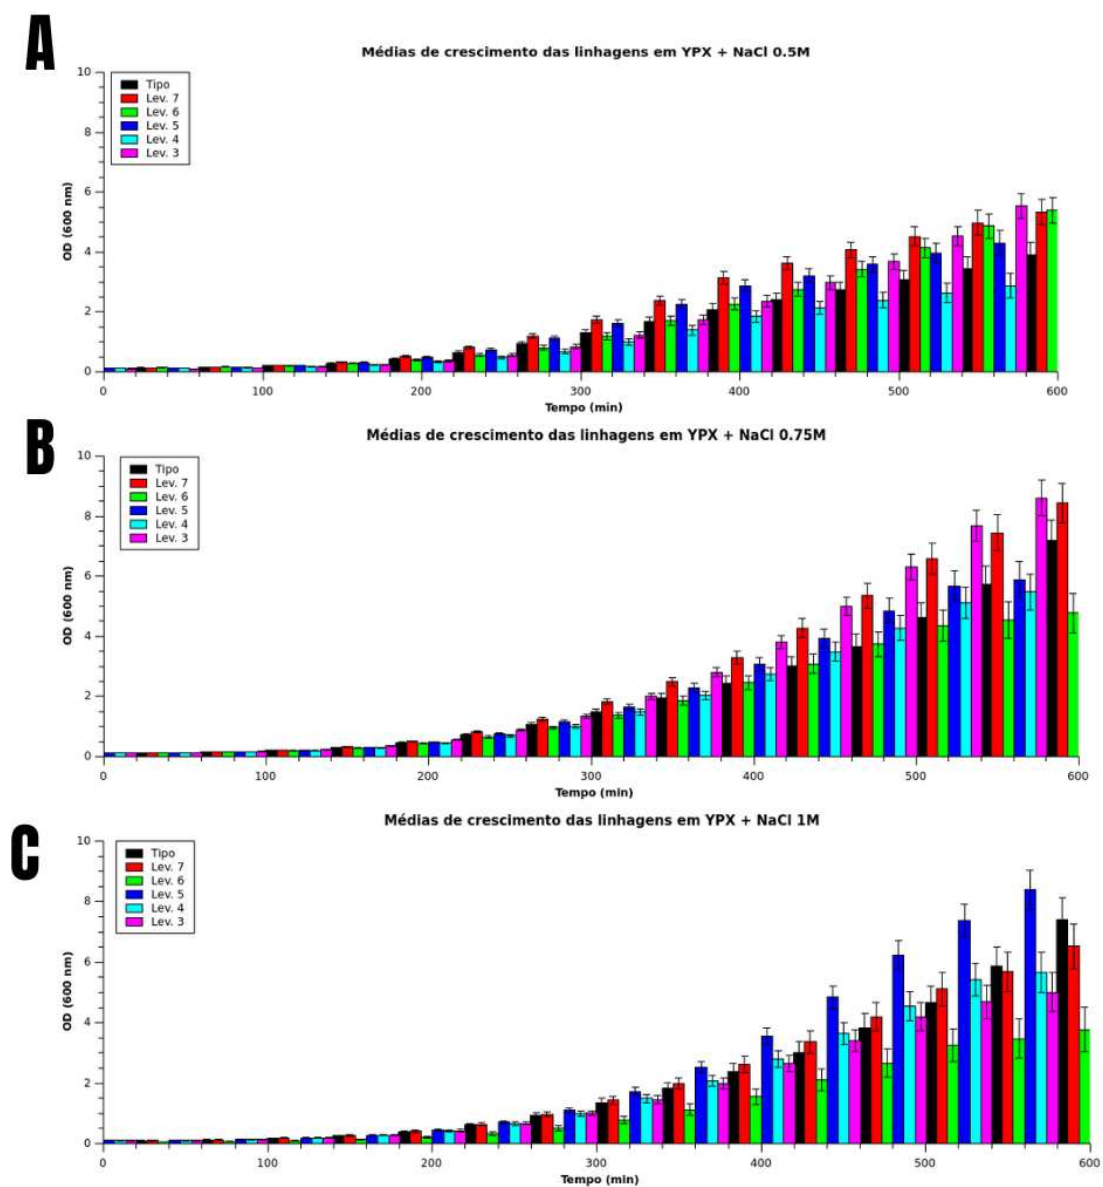 A
Médias de crescimento das linhagens em YPX + NaCl 0.5M
10
8
6
4
2
0
OD (600 nm)
Tipo
Lev. 7
Lev. 6
Lev. 5
Lev. 4
Lev. 3
0 100 200 300 400 500 600
Tempo (min)
B
Médias de crescimento das linhagens em YPX + NaCl 0.75M
10
8
6
4
2
0
OD (600 nm)
Tipo
Lev. 7
Lev. 6
Lev. 5
Lev. 4
Lev. 3
0 100 200 300 400 500 600
Tempo (min)
C
Médias de crescimento das linhagens em YPX + NaCl 1M
10
8
6
4
2
0
OD (600 nm)
Tipo
Lev. 7
Lev. 6
Lev. 5
Lev. 4
Lev. 3
0 100 200 300 400 500 600
Tempo (min)